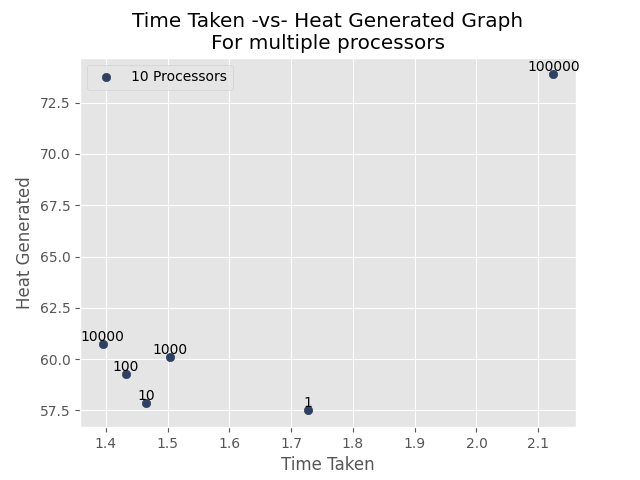 Time Taken -vs- Heat Generated Graph
For multiple processors
10 Processors
100000
72.5
70.0
67.5
65.0
62.5
60.0
57.5
Heat Generated
10000
1000
100
10
1
1.4 1.5 1.6 1.7 1.8 1.9 2.0 2.1
Time Taken